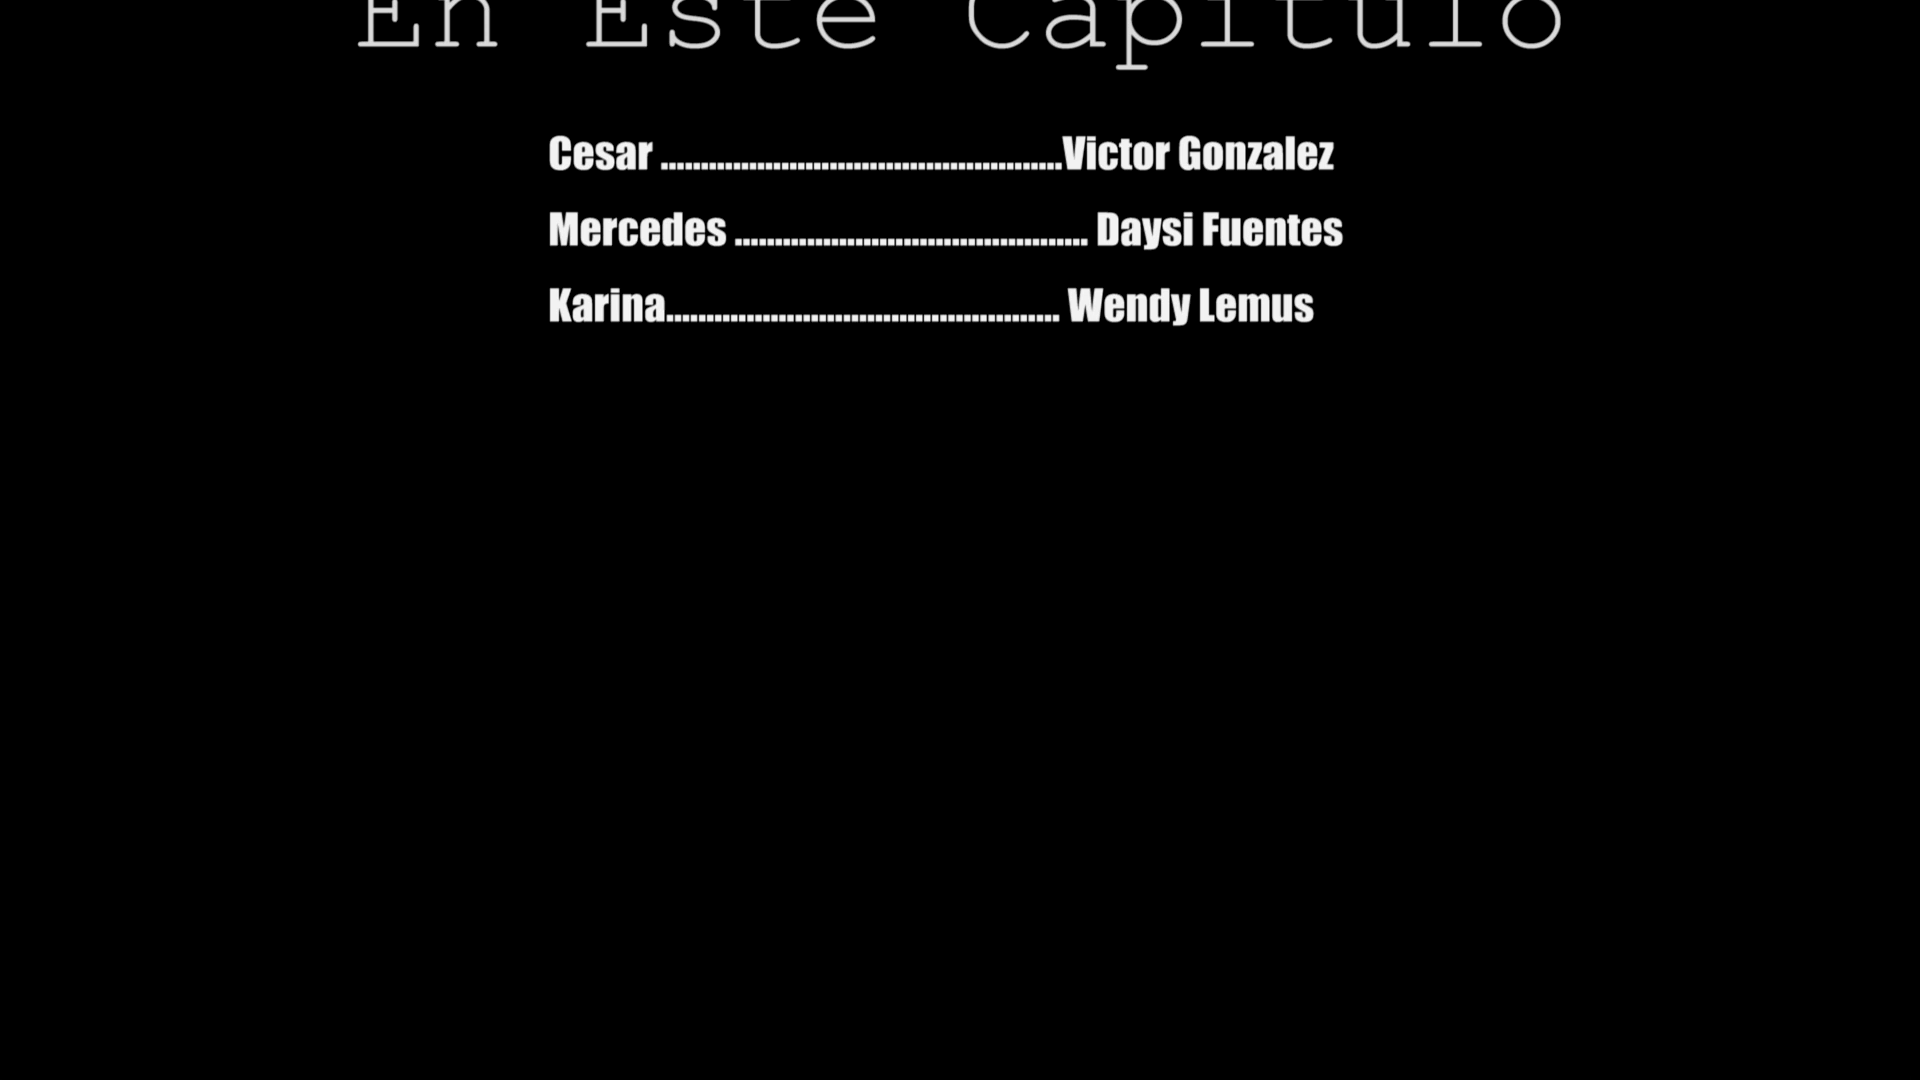 En Este Capitulo
Cesar ..................................................Victor Gonzalez
Mercedes ............................................ Daysi Fuentes
Karina................................................. Wendy Lemus